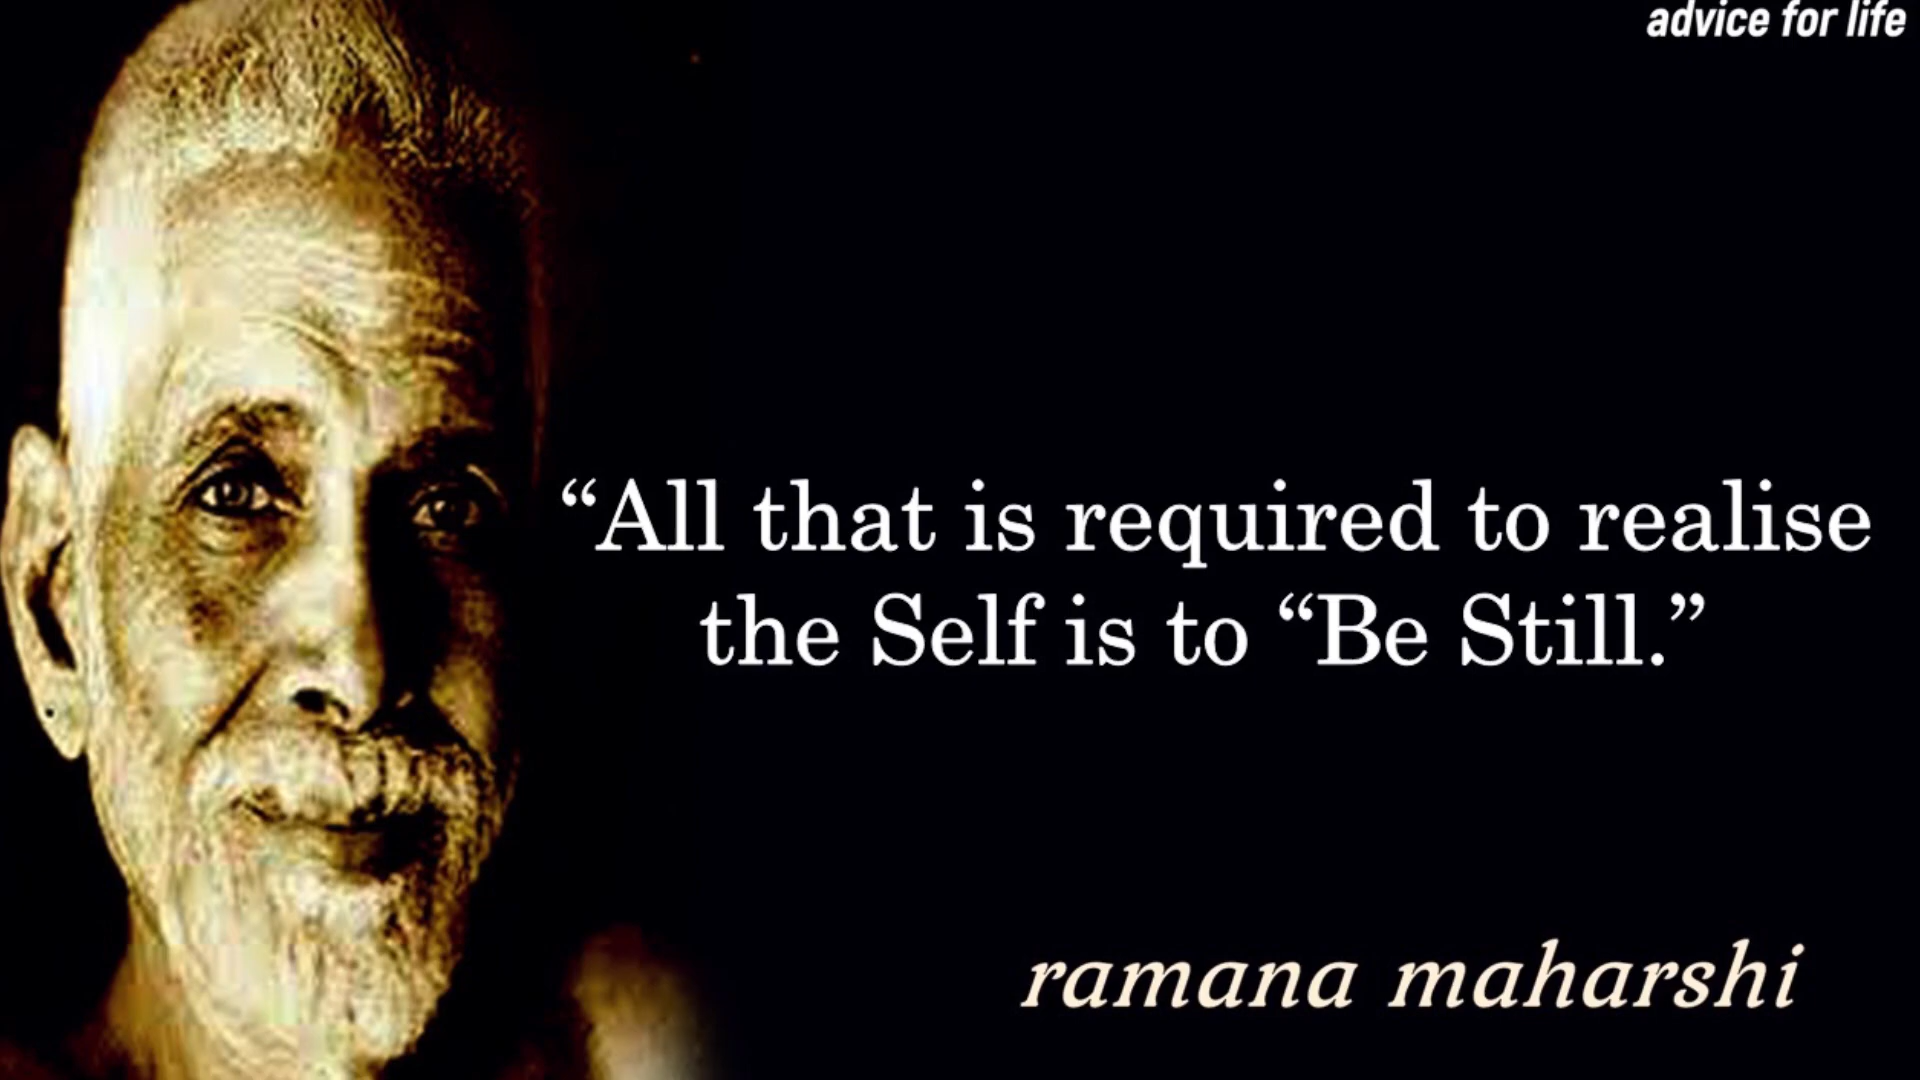 advice for life
“All that is required to realise
the Self is to “Be Still.”
ramana maharshi